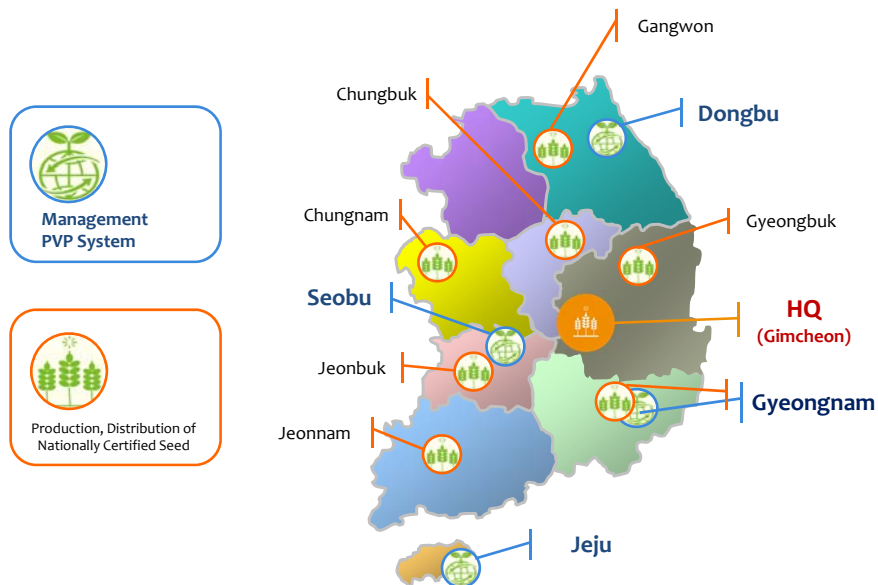 Gangwon
Chungbuk
Dongbu
Management
PVP System
Chungnam
Gyeongbuk
Seobu
HQ
(Gimcheon)
Jeonbuk
Gyeongnam
Production, Distribution of
Nationally Certified Seed
Jeonnam
Jeju